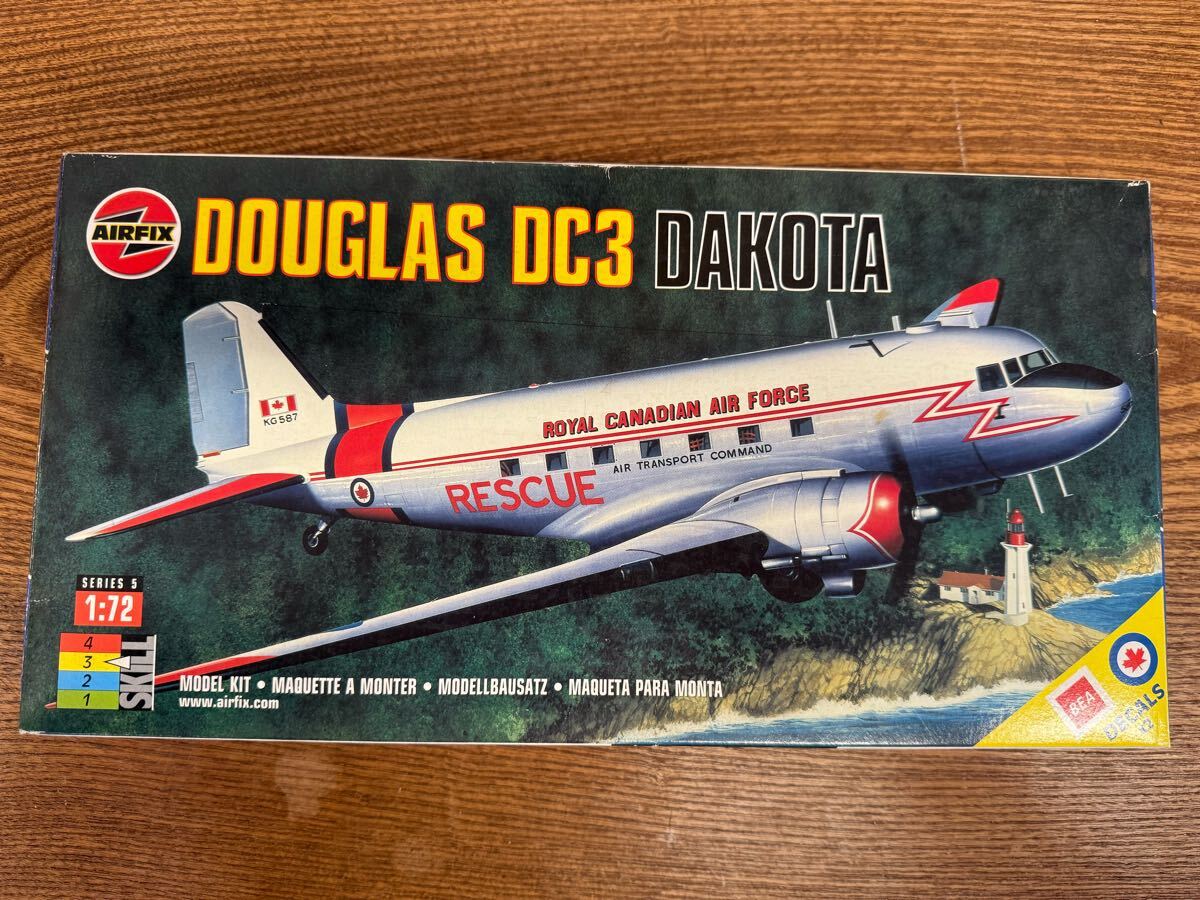 AIRFIX
DOUGLAS DC3 DAKOTA
KG587
ROYAL CANADIAN AIR FORCE
AIR TRANSPORT COMMAND
RESCUE
SERIES 5
1:72
4
3
2
1
SKILL
MODEL KIT • MAQUETTE A MONTER • MODELLBAUSATZ • MAQUETA PARA MONTA
www.airfix.com
BEA
DECALS
x2